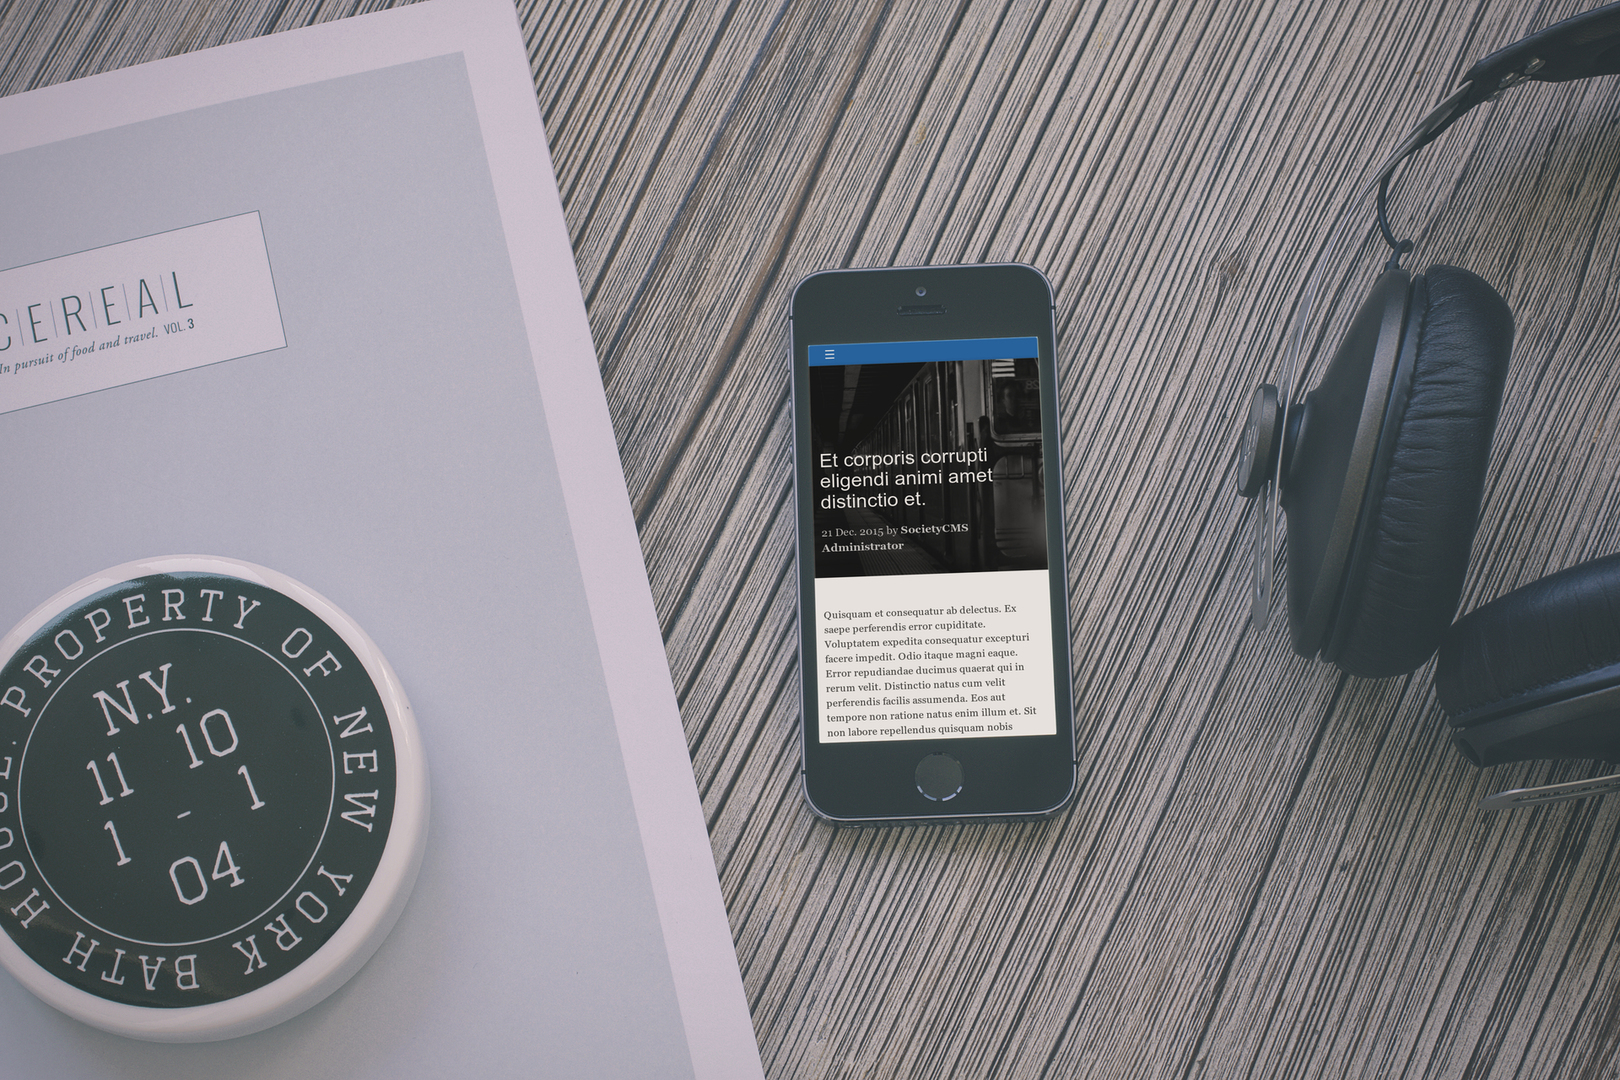 CEREAL
In pursuit of food and travel. VOL. 3
PROPERTY OF NEW YORK BATH HOUSE.
N.Y.
11 10
1 - 1
04
Et corporis corrupti
eligendi animi amet
distinctio et.
21 Dec. 2015 by SocietyCMS
Administrator
Quisquam et consequatur ab delectus. Ex
saepe perferendis error cupiditate.
Voluptatem expedita consequatur excepturi
facere impedit. Odio itaque magni eaque.
Error repudiandae ducimus quaerat qui in
rerum velit. Distinctio natus cum velit
perferendis facilis assumenda. Eos aut
tempore non ratione natus enim illum et. Sit
non labore repellendus quisquam nobis